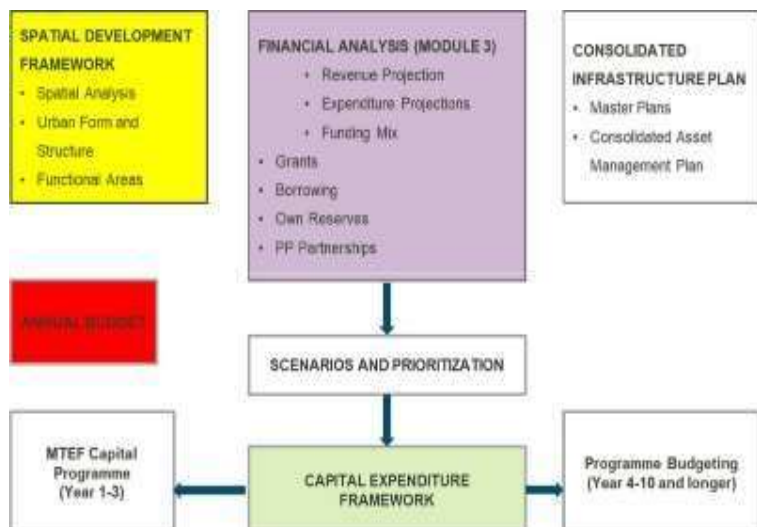 SPATIAL DEVELOPMENT
FRAMEWORK
• Spatial Analysis
• Urban Form and
Structure
• Functional Areas
FINANCIAL ANALYSIS (MODULE 3)
• Revenue Projection
• Expenditure Projections
• Funding Mix
• Grants
• Borrowing
• Own Reserves
• PP Partnerships
CONSOLIDATED
INFRASTRUCTURE PLAN
• Master Plans
• Consolidated Asset
Management Plan
ANNUAL BUDGET
SCENARIOS AND PRIORITIZATION
MTEF Capital
Programme
(Year 1-3)
CAPITAL EXPENDITURE
FRAMEWORK
Programme Budgeting
(Year 4-10 and longer)